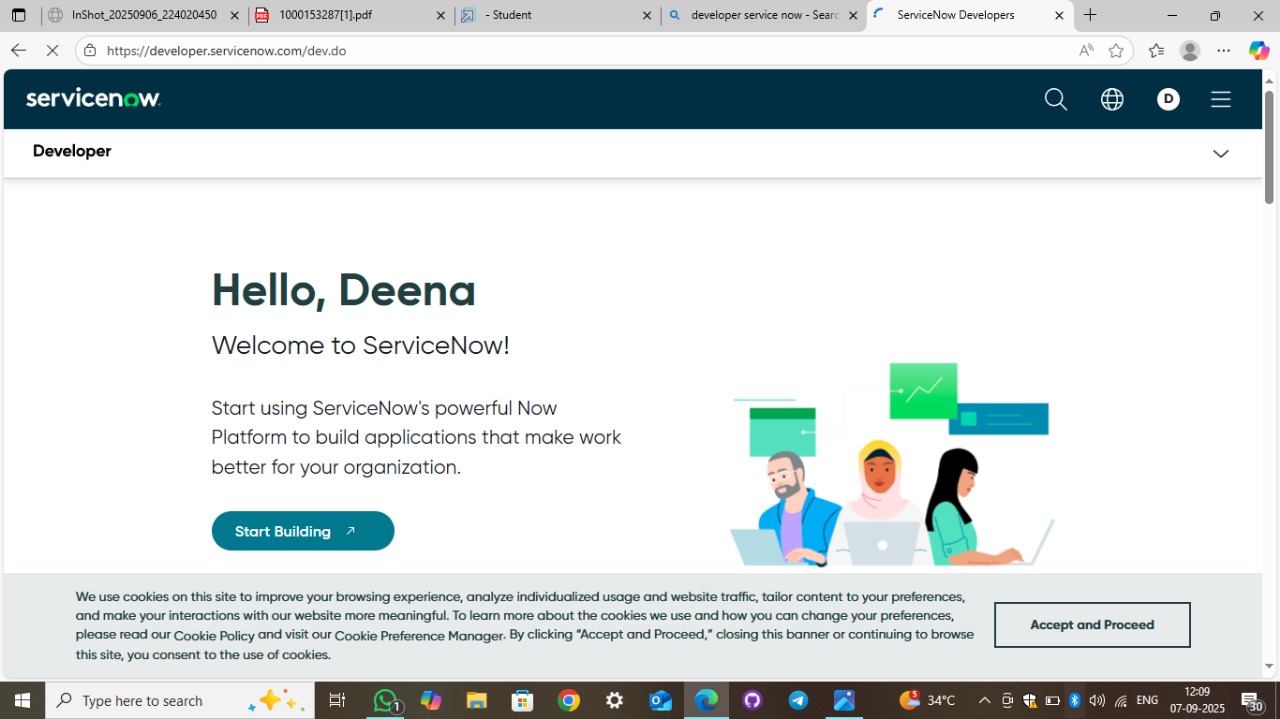 InShot_20250906_224020450
1000153287[1].pdf
- Student
developer service now - Searc
ServiceNow Developers
https://developer.servicenow.com/dev.do
servicenow
D
Developer
Hello, Deena
Welcome to ServiceNow!
Start using ServiceNow's powerful Now
Platform to build applications that make work
better for your organization.
Start Building
We use cookies on this site to improve your browsing experience, analyze individualized usage and website traffic, tailor content to your preferences,
and make your interactions with our website more meaningful. To learn more about the cookies we use and how you can change your preferences,
please read our Cookie Policy and visit our Cookie Preference Manager. By clicking “Accept and Proceed,” closing this banner or continuing to browse
this site, you consent to the use of cookies.
Accept and Proceed
Type here to search
1
5
34°C
ENG
12:09
07-09-2025
30